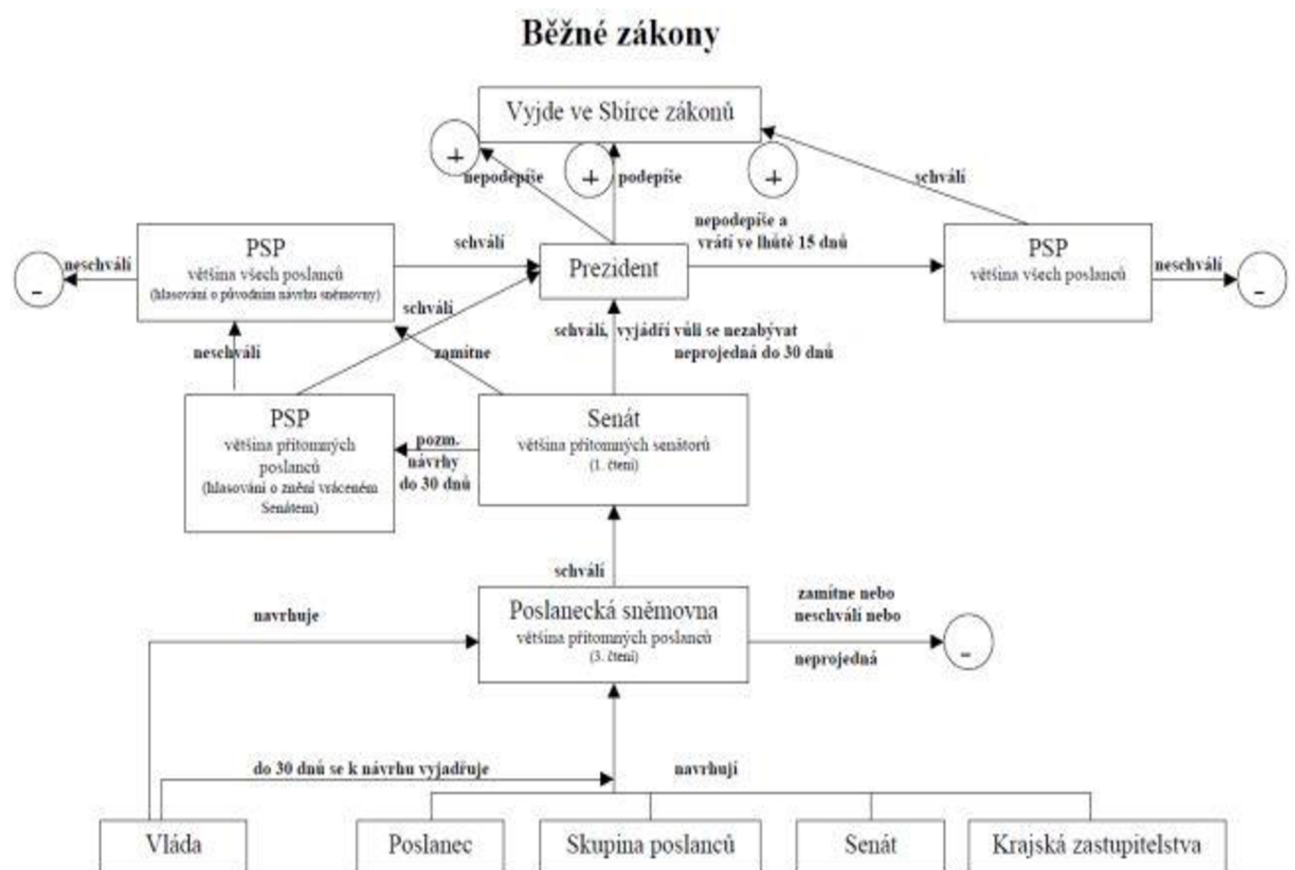 Běžné zákony
Vyjde ve Sbírce zákonů
+
nepodepíše
+
podepíše
+
schválí
nepodepíše a
vrátí ve lhůtě 15 dnů
PSP
většina všech poslanců
(hlasování o původním návrhu sněmovny)
neschválí
-
schválí
Prezident
PSP
většina všech poslanců
neschválí
-
schválí
schválí, vyjádří vůli se nezabývat
neprojedná do 30 dnů
neschválí
zamítne
PSP
většina přítomných
poslanců
(hlasování o znění vráceném
Senátem)
pozm.
návrhy
do 30 dnů
Senát
většina přítomných senátorů
(1. čtení)
schválí
Poslanecká sněmovna
většina přítomných poslanců
(3. čtení)
zamítne nebo
neschválí nebo
neprojedná
-
navrhuje
do 30 dnů se k návrhu vyjadřuje
navrhují
Vláda
Poslanec
Skupina poslanců
Senát
Krajská zastupitelstva